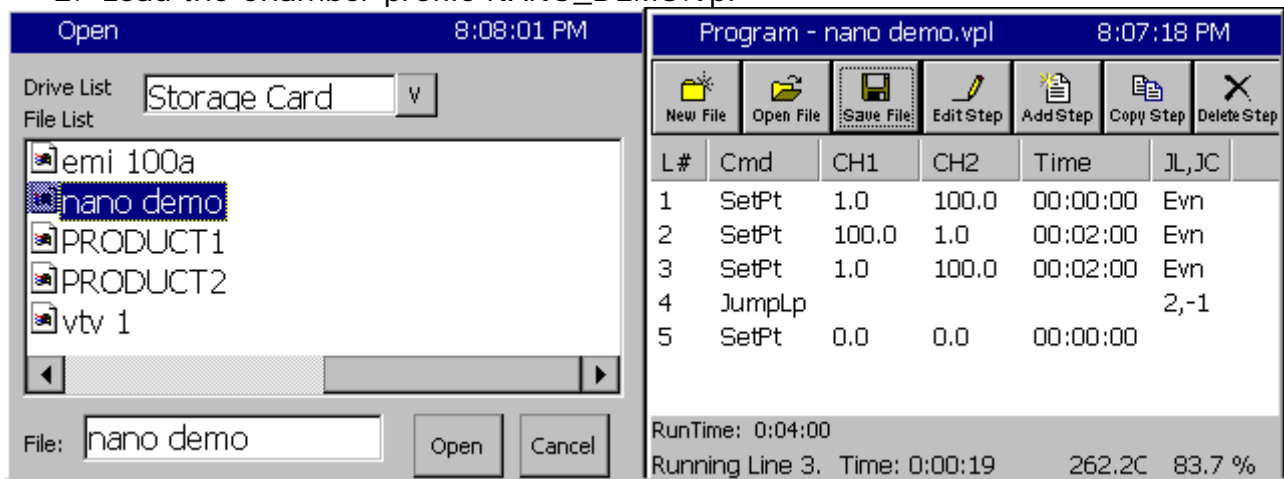 Open 8:08:01 PM
Drive List Storage Card V
File List
emi 100a
nano demo
PRODUCT1
PRODUCT2
vtv 1
File: nano demo Open Cancel
Program - nano demo.vpl 8:07:18 PM
New File Open File Save File Edit Step Add Step Copy Step Delete Step
L# Cmd CH1 CH2 Time JL,JC
1 SetPt 1.0 100.0 00:00:00 Evn
2 SetPt 100.0 1.0 00:02:00 Evn
3 SetPt 1.0 100.0 00:02:00 Evn
4 JumpLp 2,-1
5 SetPt 0.0 0.0 00:00:00
RunTime: 0:04:00
Running Line 3. Time: 0:00:19 262.2C 83.7 %